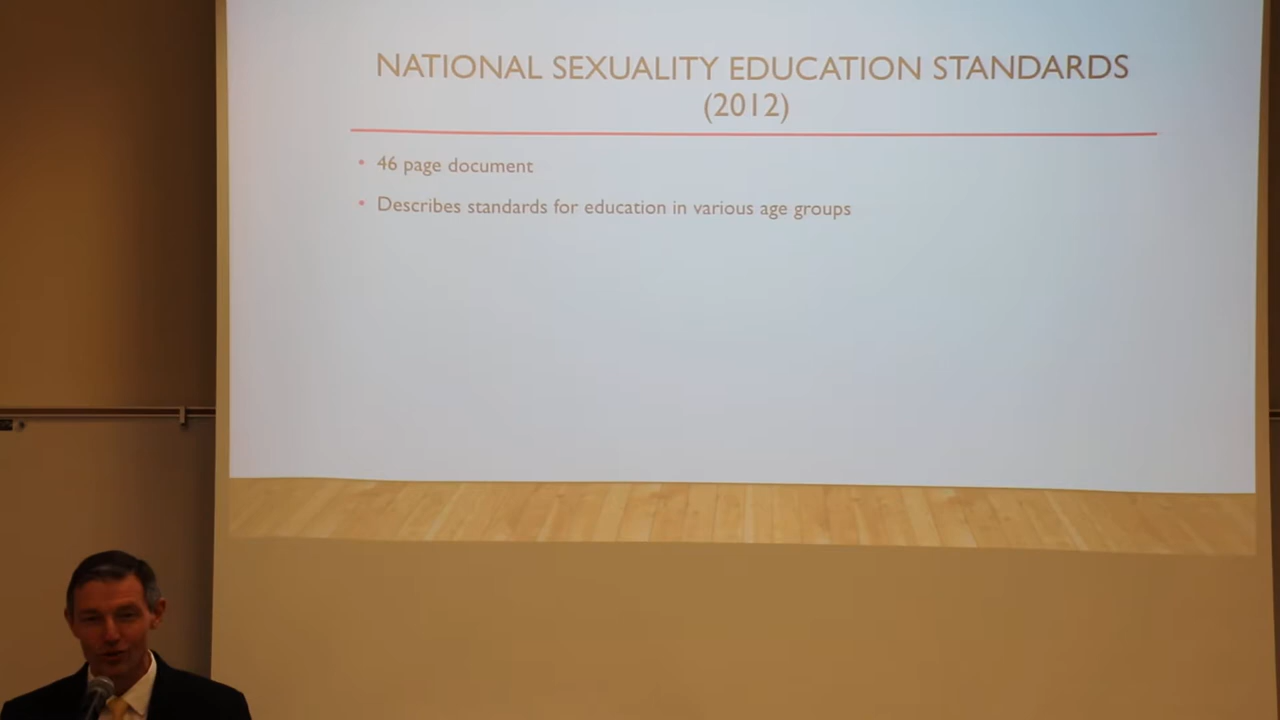 NATIONAL SEXUALITY EDUCATION STANDARDS
(2012)
• 46 page document
• Describes standards for education in various age groups